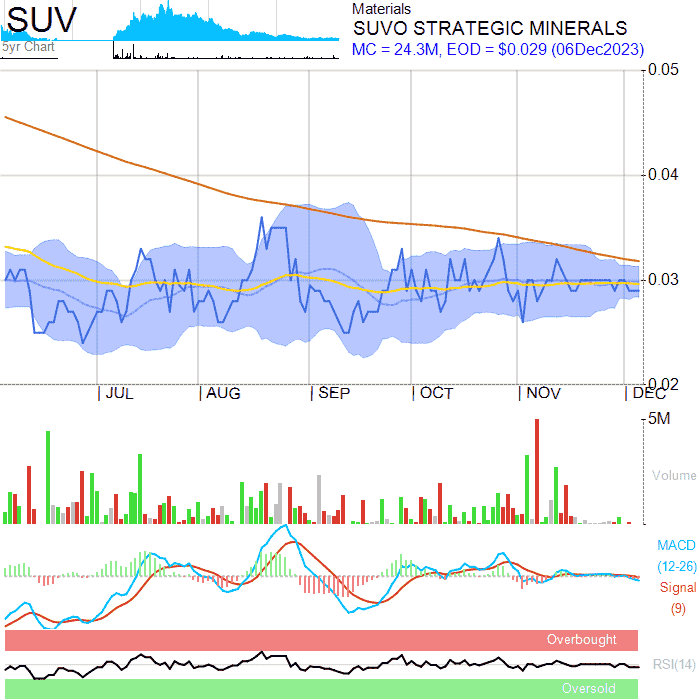 SUV
5yr Chart
Materials
SUVO STRATEGIC MINERALS
MC = 24.3M, EOD = $0.029 (06Dec2023)
0.05
0.04
0.03
0.02
JUL AUG SEP OCT NOV DEC
5M
Volume
MACD
(12-26)
Signal
(9)
Overbought
RSI(14)
Oversold